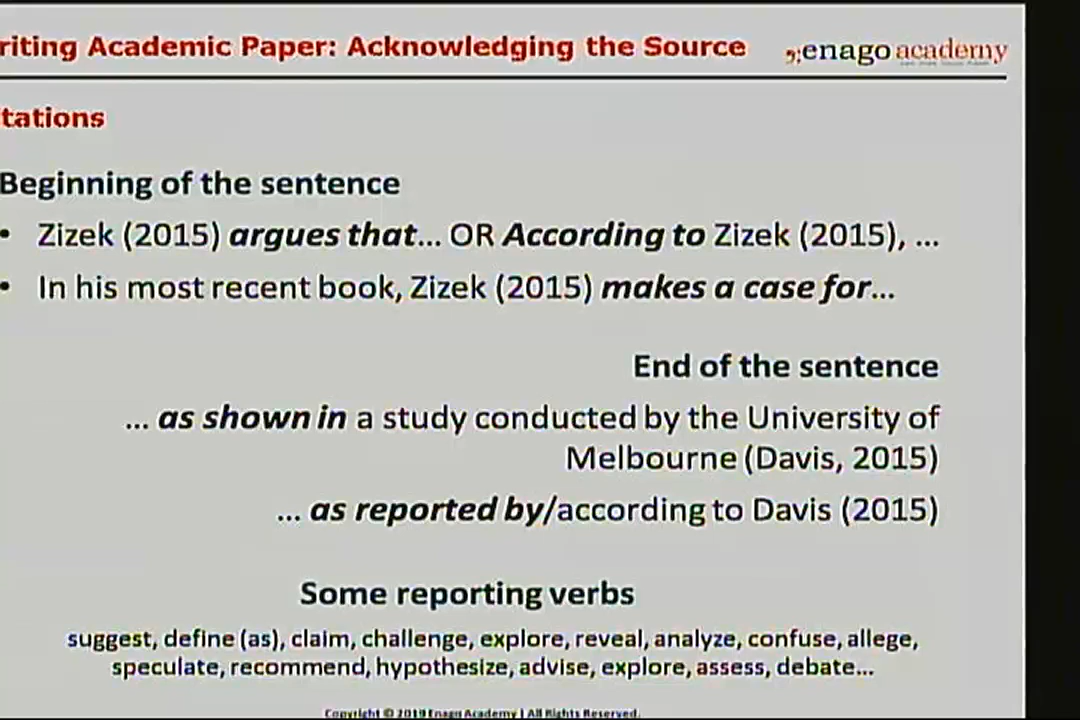 riting Academic Paper: Acknowledging the Source
enago academy
tations
Beginning of the sentence
• Zizek (2015) argues that... OR According to Zizek (2015), ...
• In his most recent book, Zizek (2015) makes a case for...
End of the sentence
... as shown in a study conducted by the University of
Melbourne (Davis, 2015)
... as reported by/according to Davis (2015)
Some reporting verbs
suggest, define (as), claim, challenge, explore, reveal, analyze, confuse, allege,
speculate, recommend, hypothesize, advise, explore, assess, debate...
Copyright © 2019 Enago Academy | All Rights Reserved.